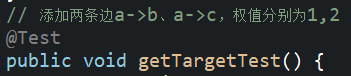 // 添加两条边a->b、a->c，权值分别为1,2
@Test
public void getTargetTest() {